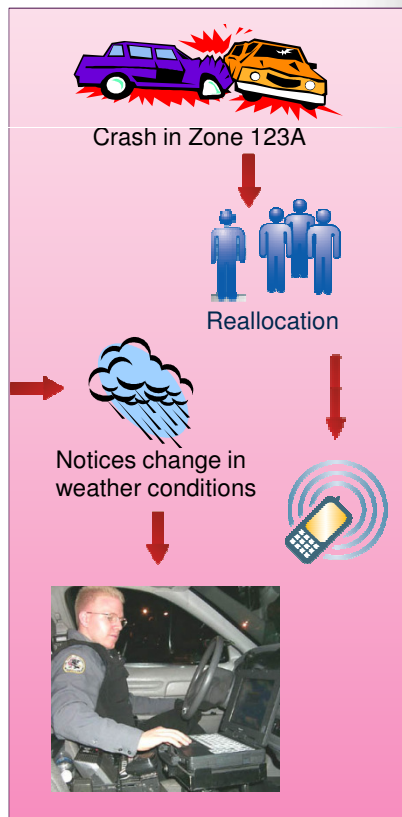 Crash in Zone 123A
Reallocation
Notices change in
weather conditions